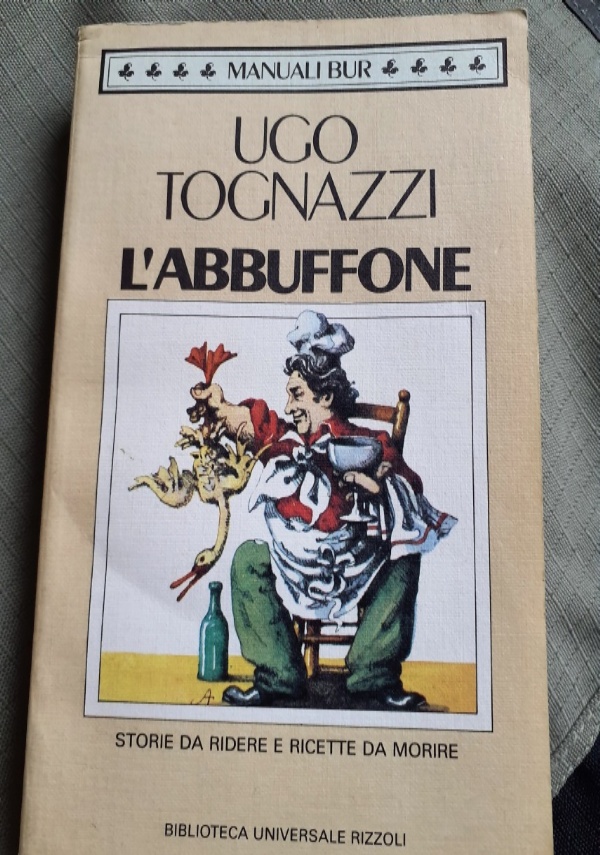 MANUALI BUR
UGO
TOGNAZZI
L'ABBUFFONE
STORIE DA RIDERE E RICETTE DA MORIRE
BIBLIOTECA UNIVERSALE RIZZOLI